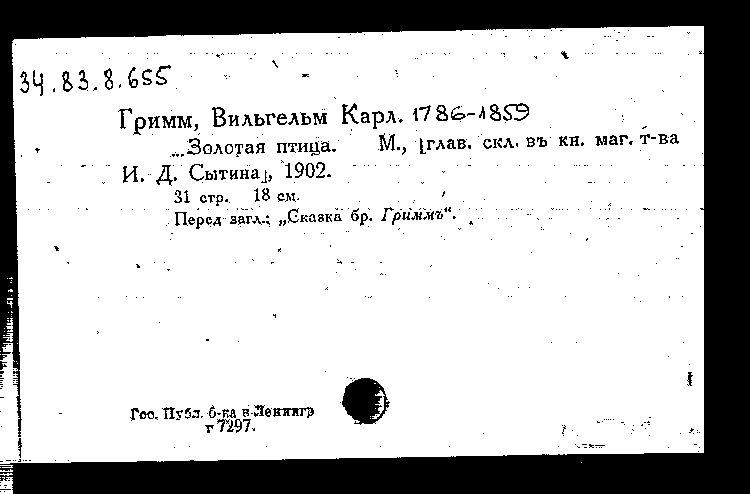 34.83.8.655
Гримм, Вильгельм Карл. 1786-1859
...Золотая птица. М., [глав. скл. въ кн. маг. т-ва
И. Д. Сытина], 1902.
31 стр. 18 см.
Перед загл.: „Сказка бр. Гриммъ“.
Гос. Публ. б-ка в Ленингр
г 7297.